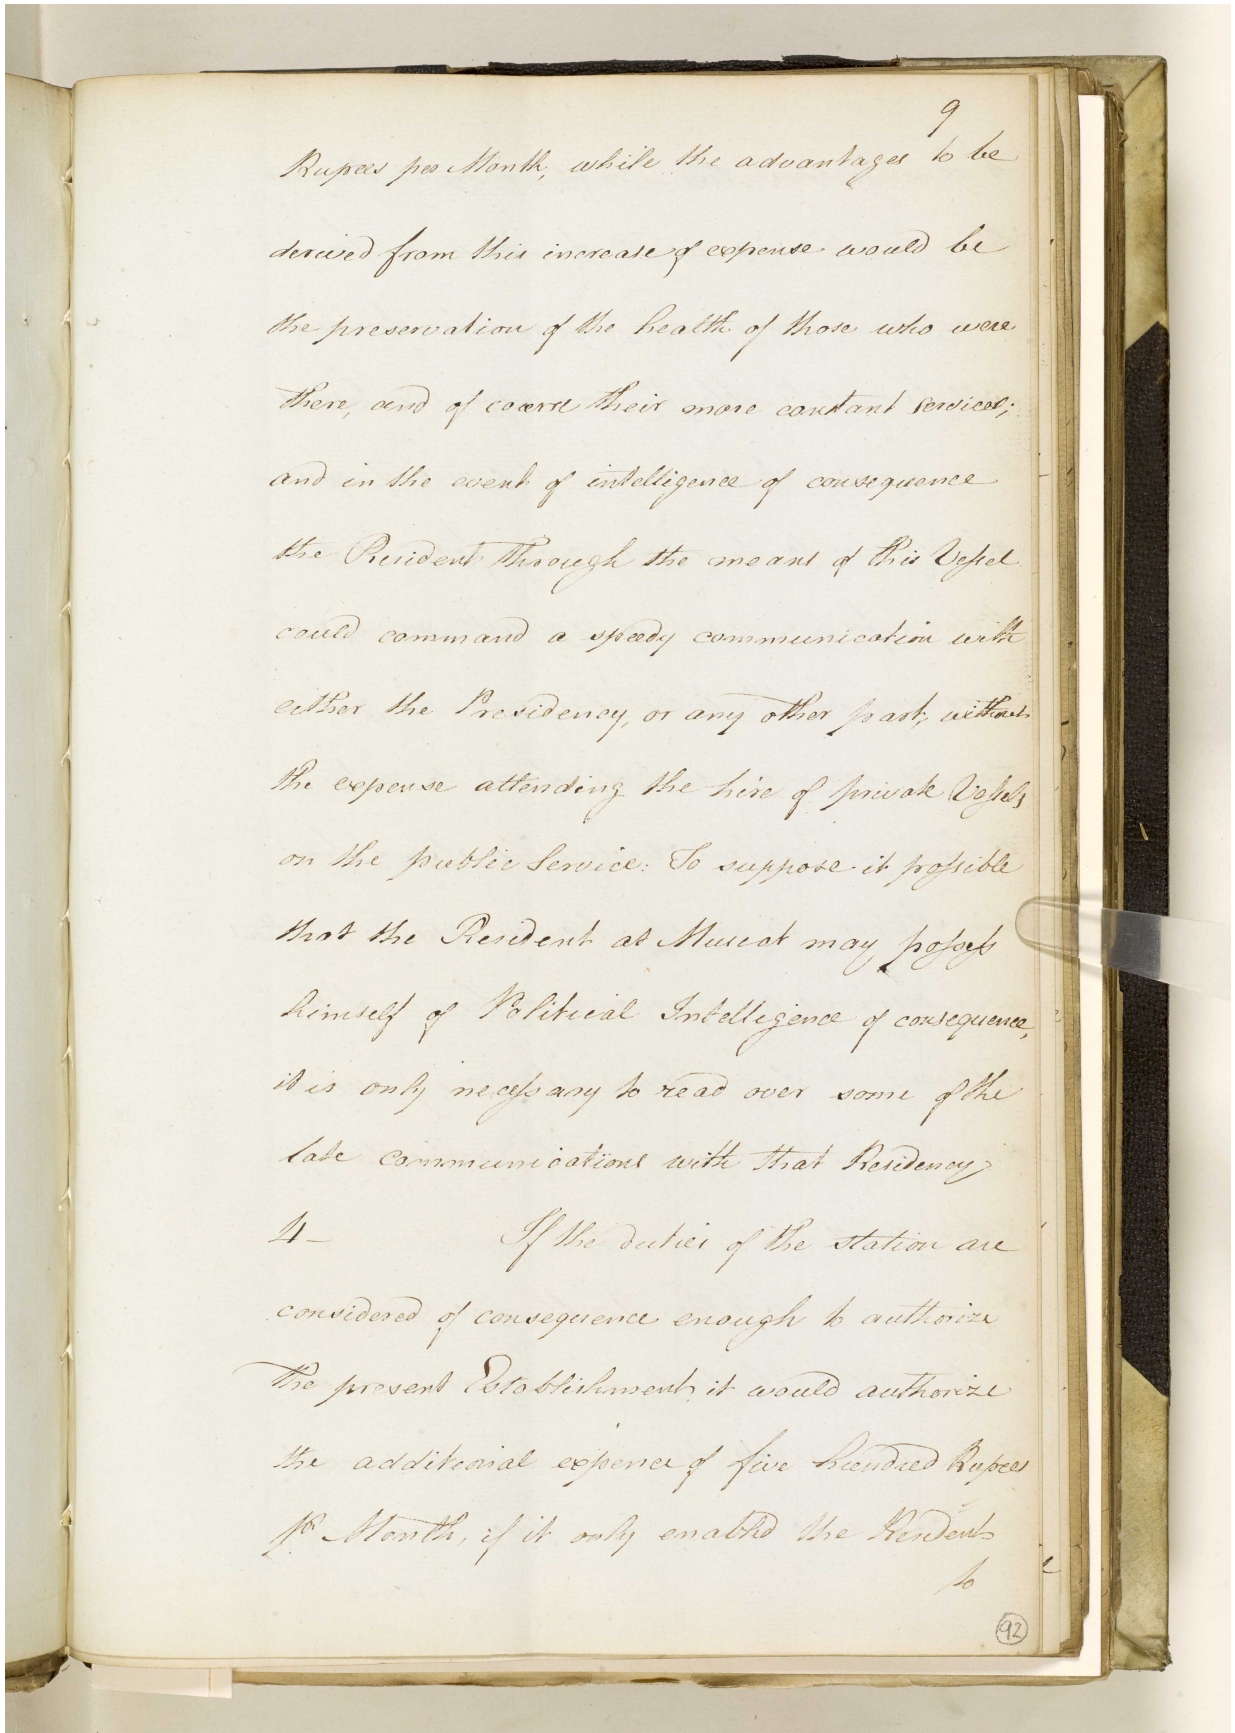 9
Rupees per Month, while the advantages to be
derived from this increase of expense would be
the preservation of the health of those who were
there, and of course their more constant services;
and in the event of intelligence of consequence
the Resident through the means of this Vessel
could command a speedy communication with
either the Presidency, or any other part, without
the expense attending the hire of private Vessels
on the public Service: To suppose it possible
that the Resident at Muscat may possess
himself of Political Intelligence of consequence,
it is only necessary to read over some of the
late communications with that Residency
4 - If the duties of the station are
considered of consequence enough to authorize
the present Establishment, it would authorize
the additional expence of five hundred Rupees
pr Month, if it only enabled the Resident
to
92